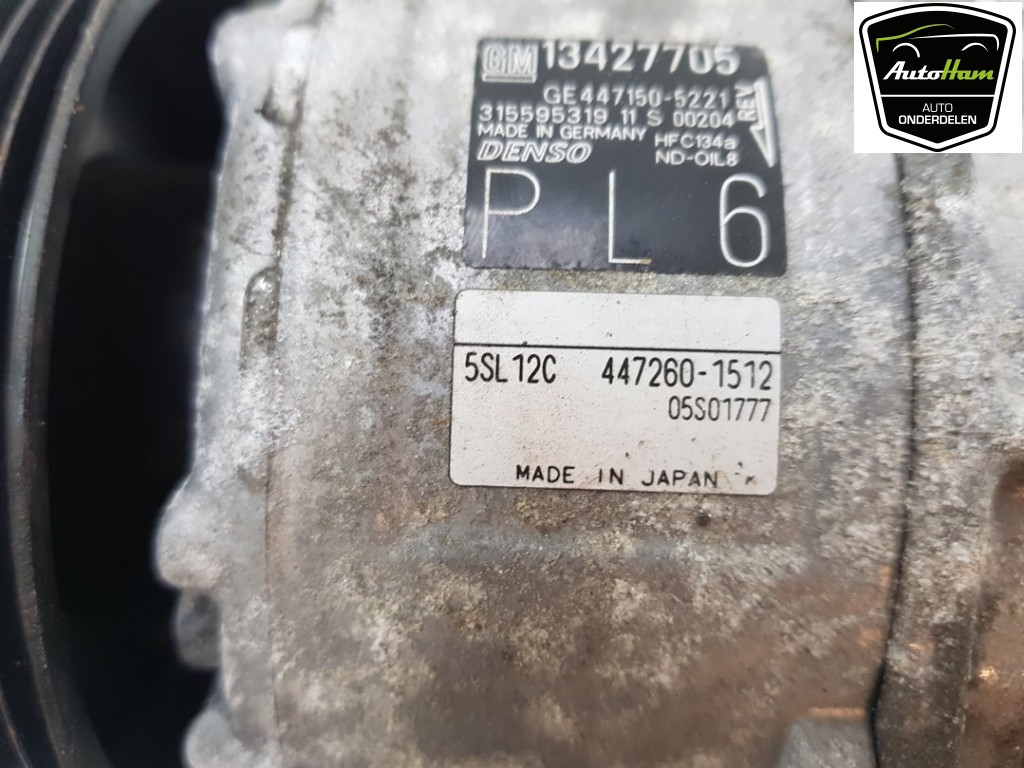 GM 13427705
GE447150-5221
315595319 11 S 00204
REV
MADE IN GERMANY HFC134a
DENSO ND-OIL8
P L 6
5SL12C 447260-1512
05S01777
MADE IN JAPAN
AutoHam
AUTO
ONDERDELEN